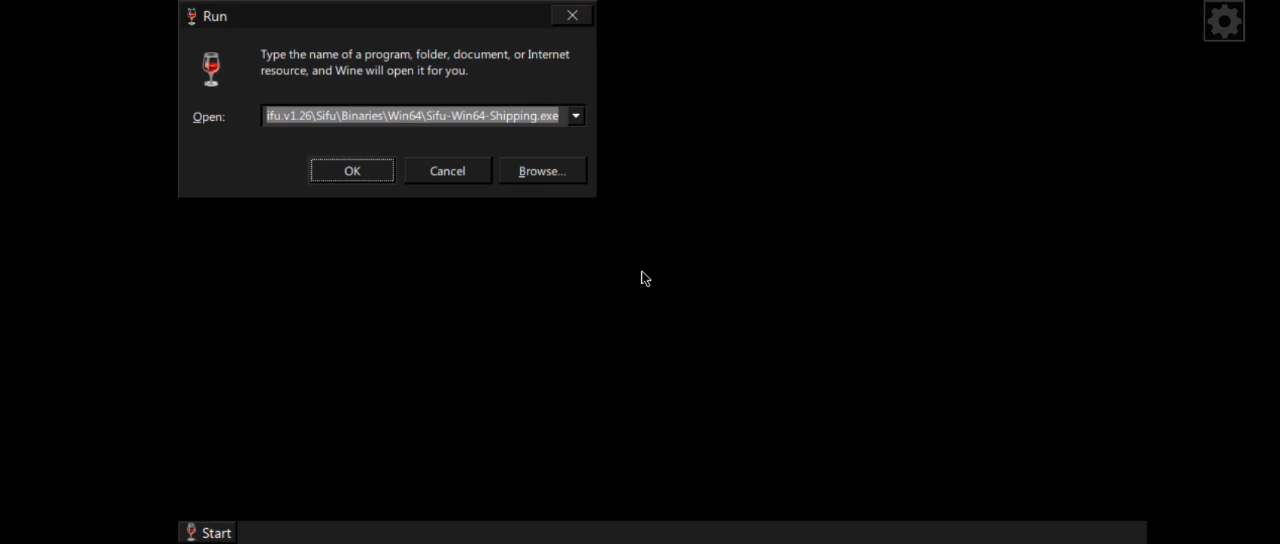 Run
Type the name of a program, folder, document, or Internet
resource, and Wine will open it for you.
Open:
ifu.v1.26\Sifu\Binaries\Win64\Sifu-Win64-Shipping.exe
OK
Cancel
Browse...
Start